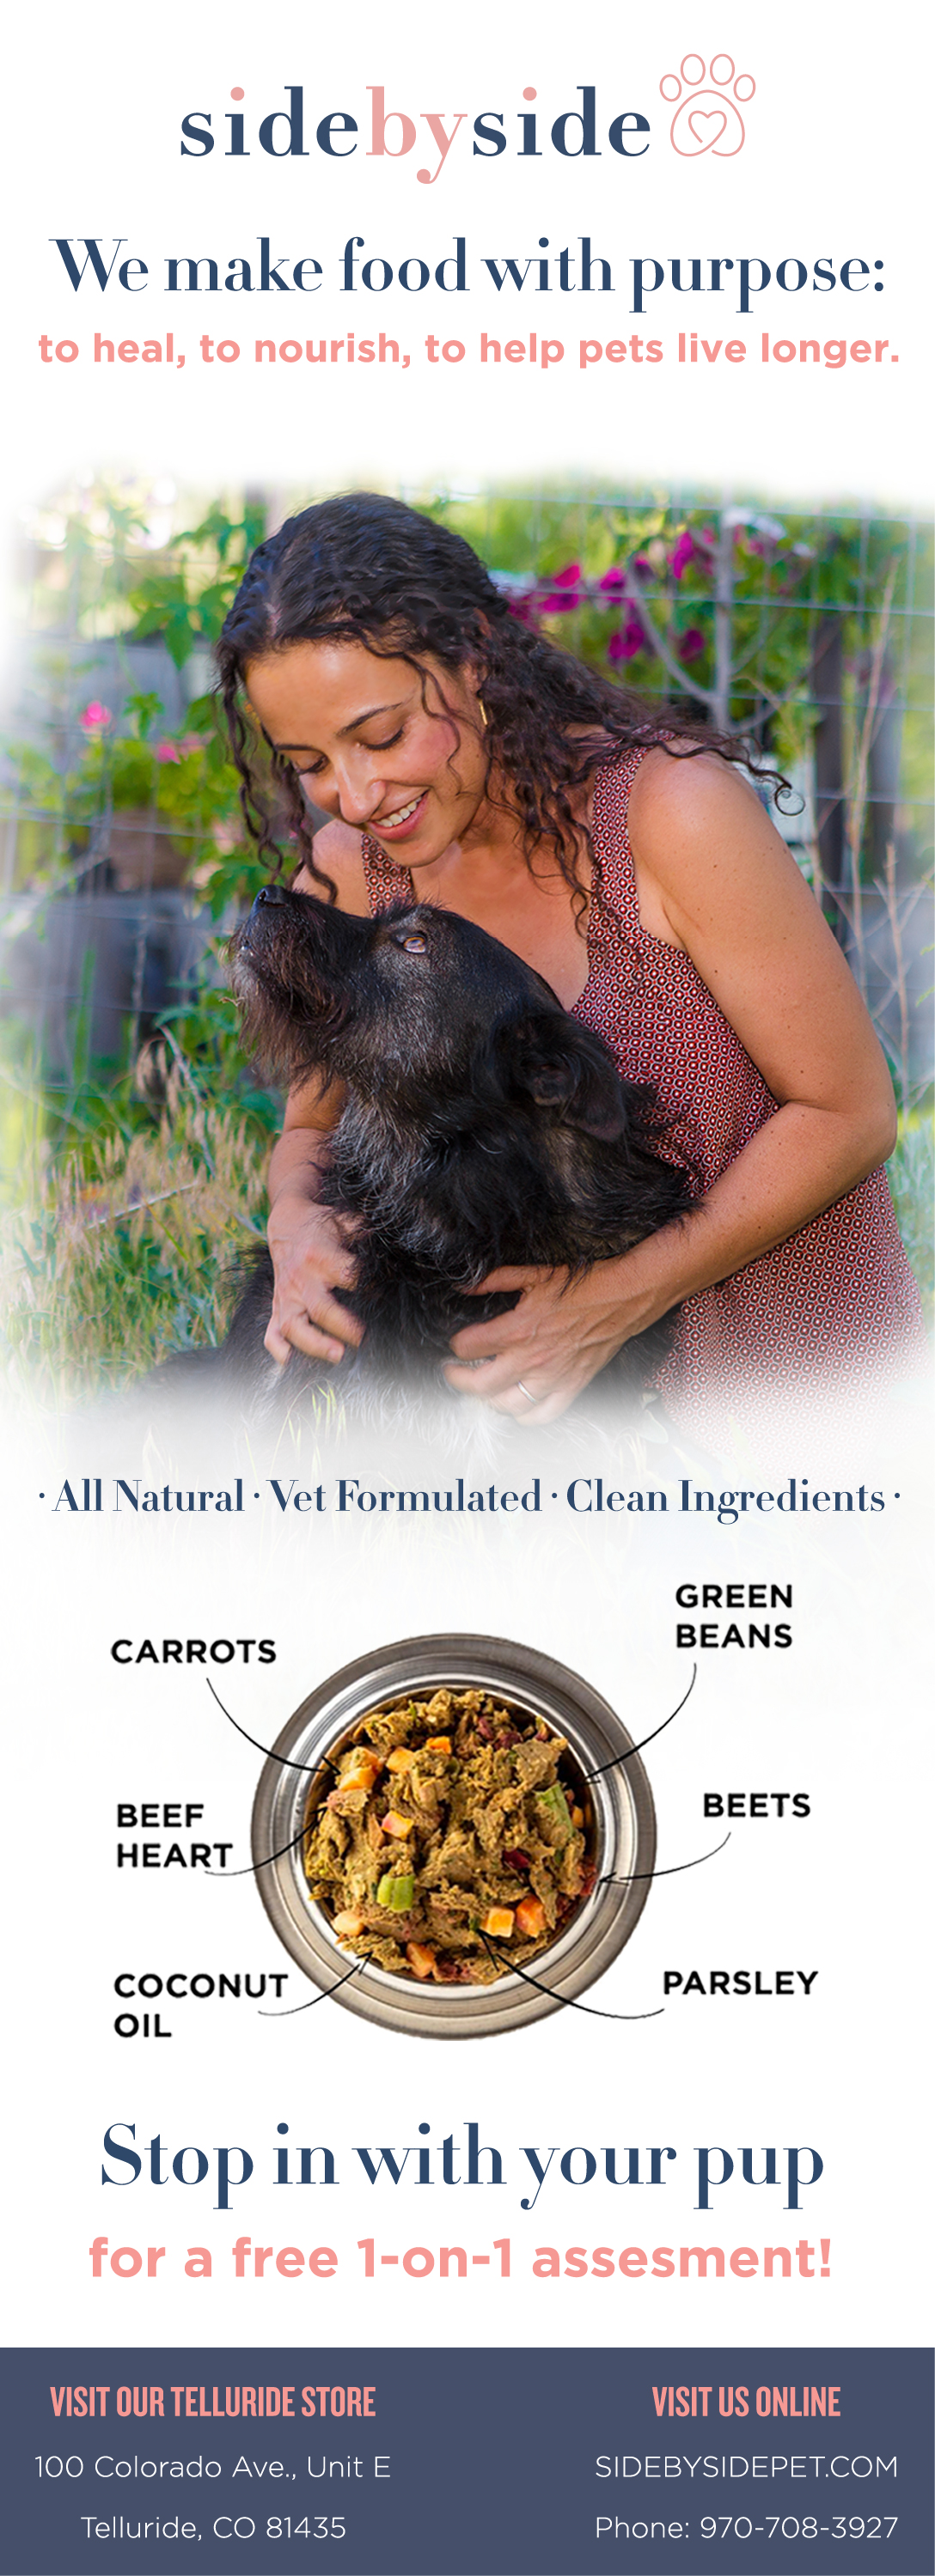 sidebyside
We make food with purpose:
to heal, to nourish, to help pets live longer.
· All Natural · Vet Formulated · Clean Ingredients ·
GREEN
BEANS
CARROTS
BEETS
BEEF
HEART
PARSLEY
COCONUT
OIL
Stop in with your pup
for a free 1-on-1 assesment!
VISIT OUR TELLURIDE STORE
100 Colorado Ave., Unit E
Telluride, CO 81435
VISIT US ONLINE
SIDEBYSIDEPET.COM
Phone: 970-708-3927